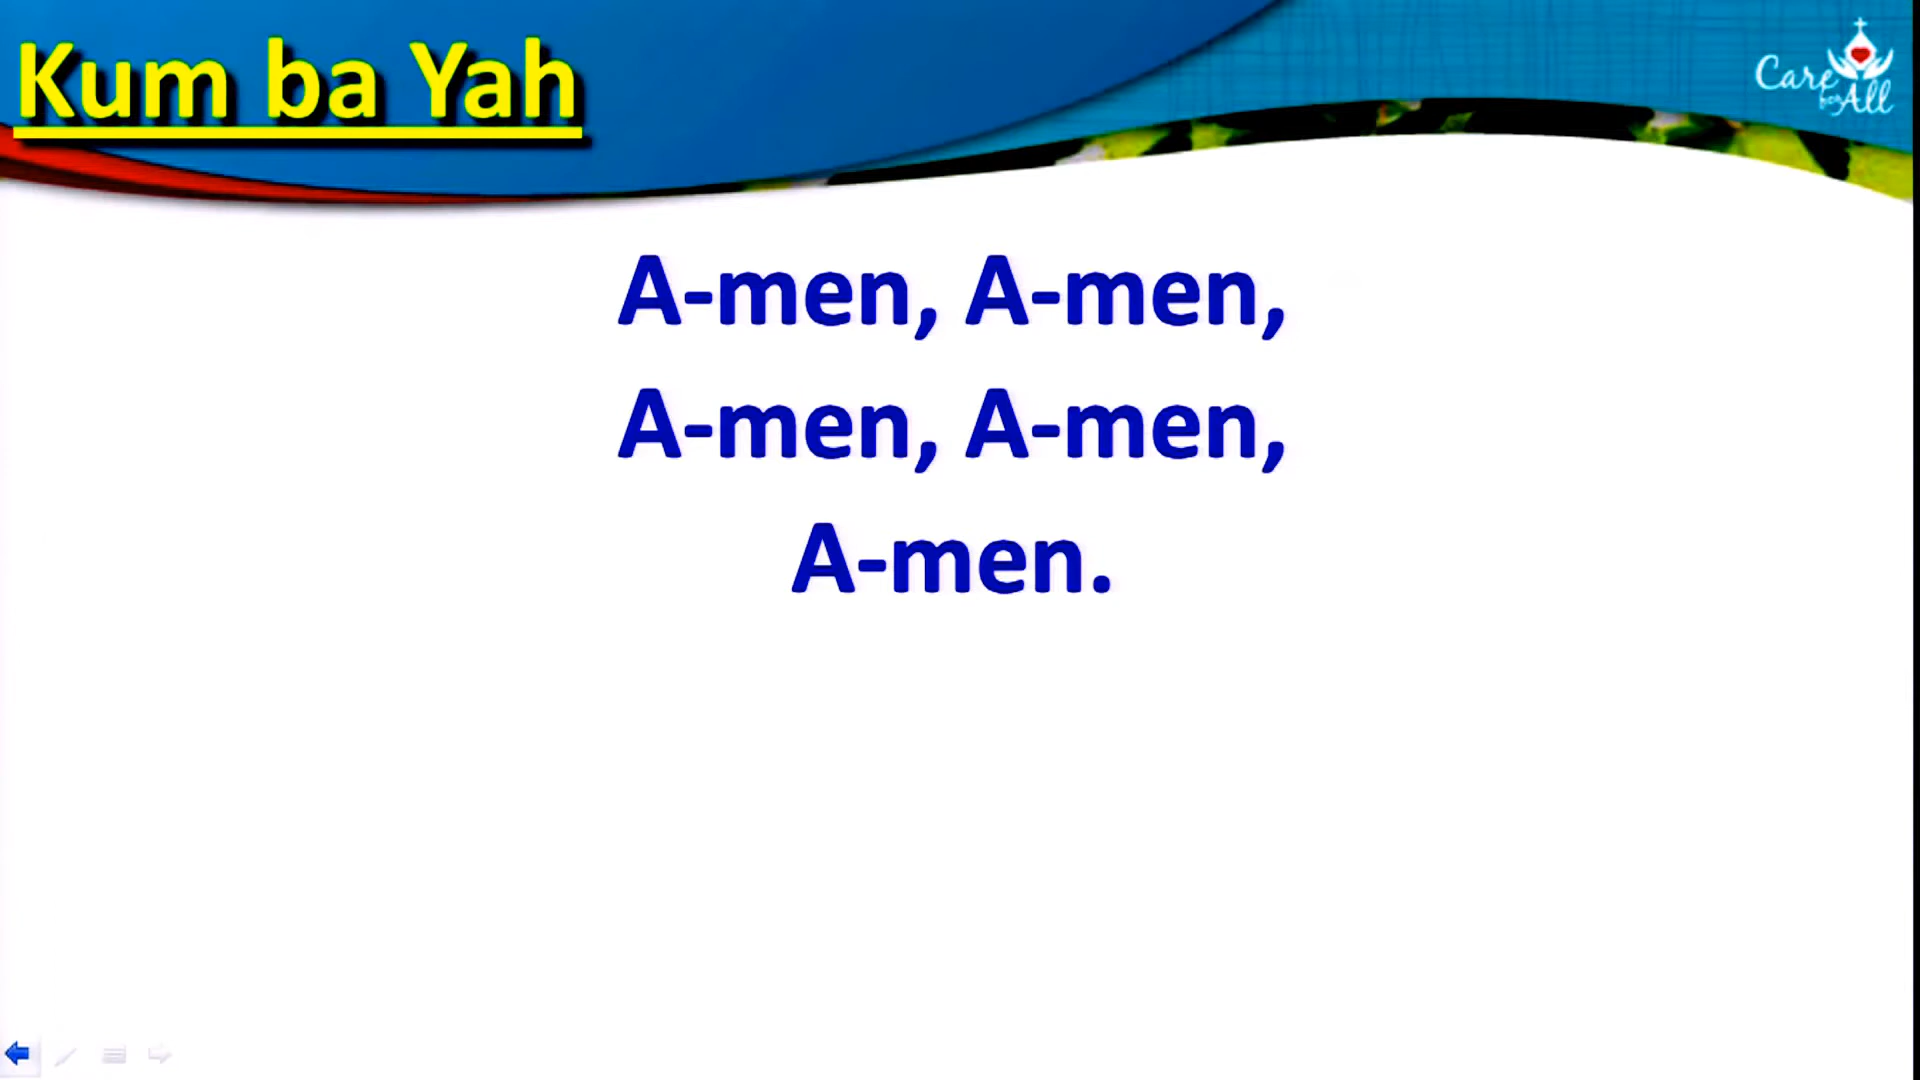 Kum ba Yah
Care
for All
A-men, A-men,
A-men, A-men,
A-men.